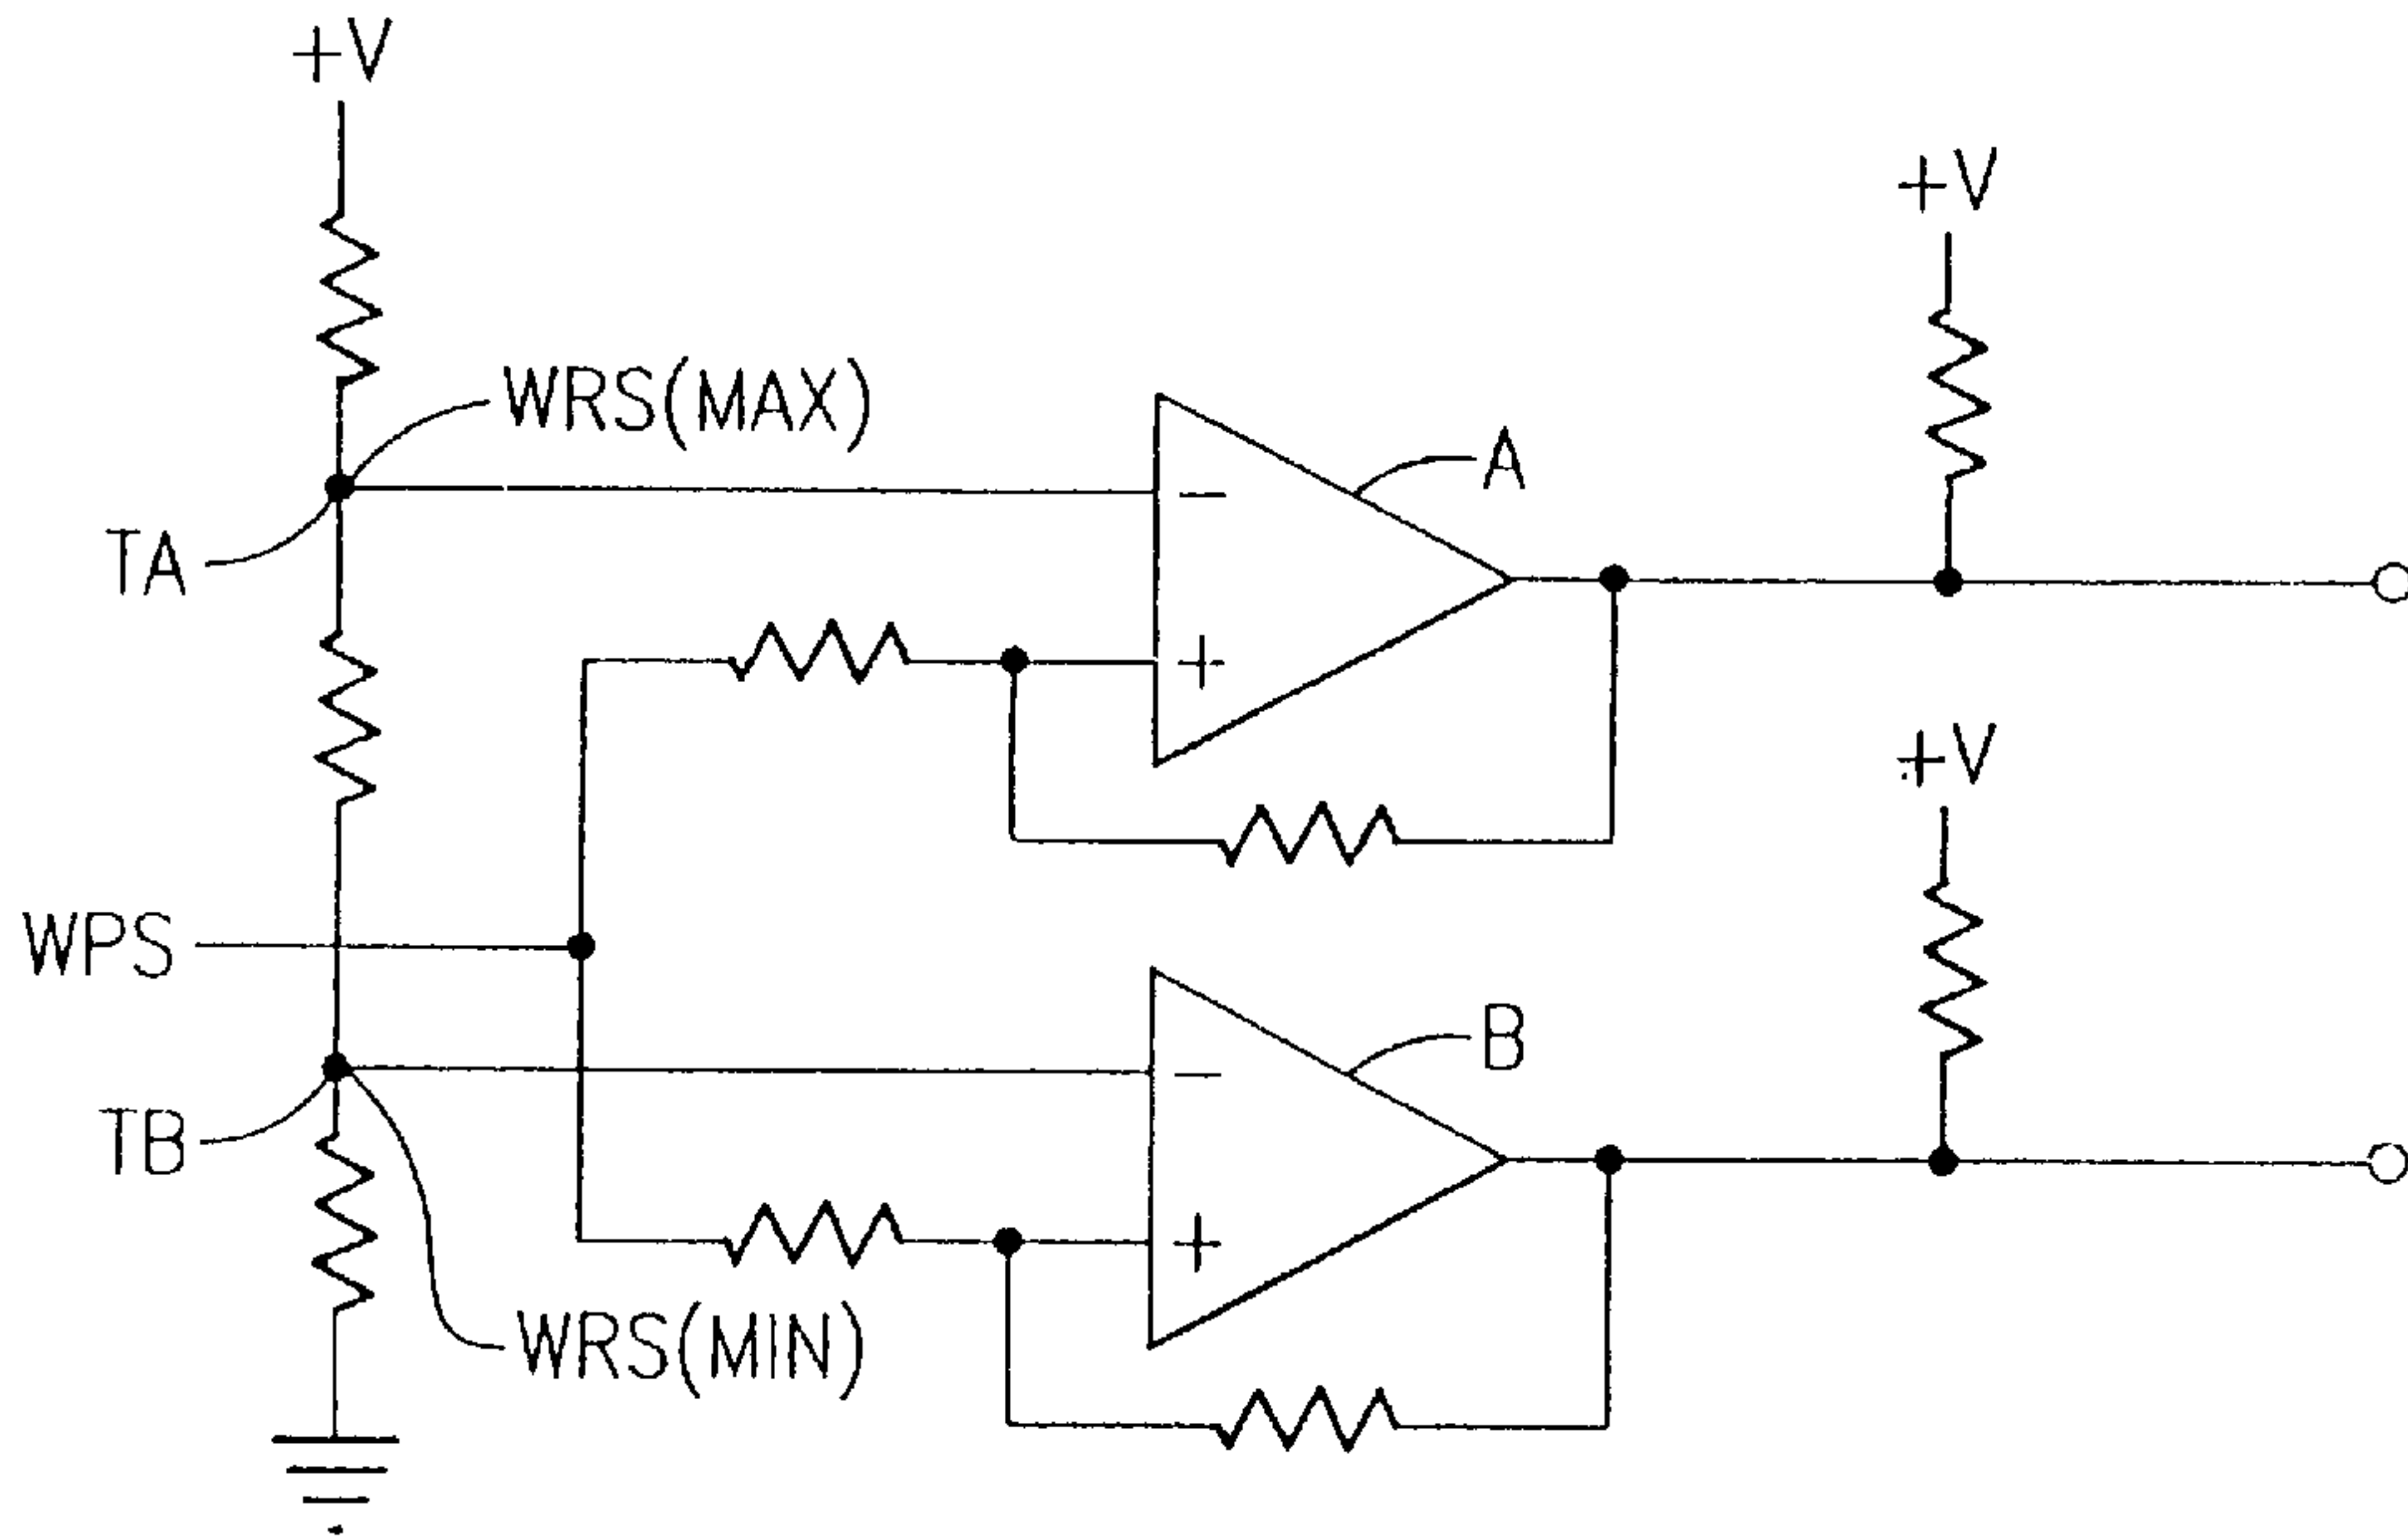 +V
+V
WRS(MAX)
A
−
TA
+
+V
WPS
B
−
TB
+
WRS(MIN)